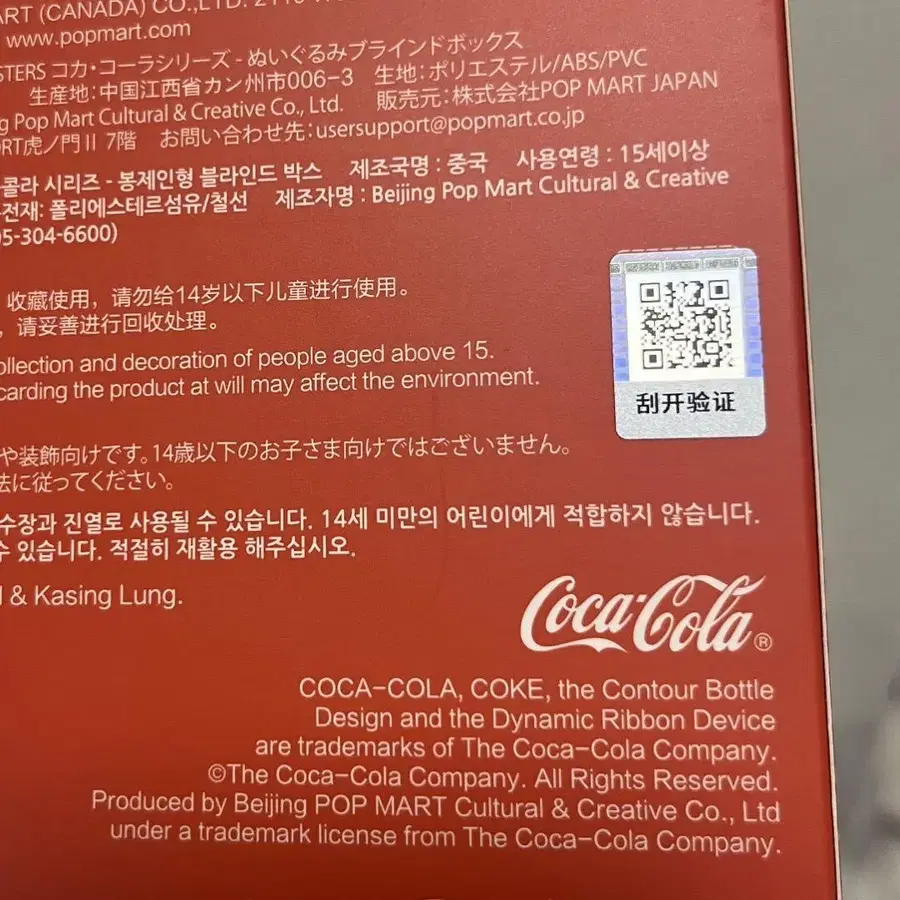 ART (CANADA) CO.,LTD.
www.popmart.com
STERS コカ・コーラシリーズ - ぬいぐるみブラインドボックス
生産地:中国江西省カン州市006-3 生地:ポリエステル/ABS/PVC
g Pop Mart Cultural & Creative Co., Ltd. 販売元:株式会社POP MART JAPAN
ORT虎ノ門Ⅱ 7階 お問い合わせ先:usersupport@popmart.co.jp
콜라 시리즈 - 봉제인형 블라인드 박스 제조국명 : 중국 사용연령 : 15세이상
전재: 폴리에스테르섬유/철선 제조자명 : Beijing Pop Mart Cultural & Creative
05-304-6600)
收藏使用，请勿给14岁以下儿童进行使用。
，请妥善进行回收处理。
ollection and decoration of people aged above 15.
carding the product at will may affect the environment.
や装飾向けです。14歳以下のお子さま向けではございません。
法に従ってください。
수장과 진열로 사용될 수 있습니다. 14세 미만의 어린이에게 적합하지 않습니다.
수 있습니다. 적절히 재활용 해주십시오.
& Kasing Lung.
刮开验证
Coca-Cola®
COCA-COLA, COKE, the Contour Bottle
Design and the Dynamic Ribbon Device
are trademarks of The Coca-Cola Company.
©The Coca-Cola Company. All Rights Reserved.
Produced by Beijing POP MART Cultural & Creative Co., Ltd
under a trademark license from The Coca-Cola Company.